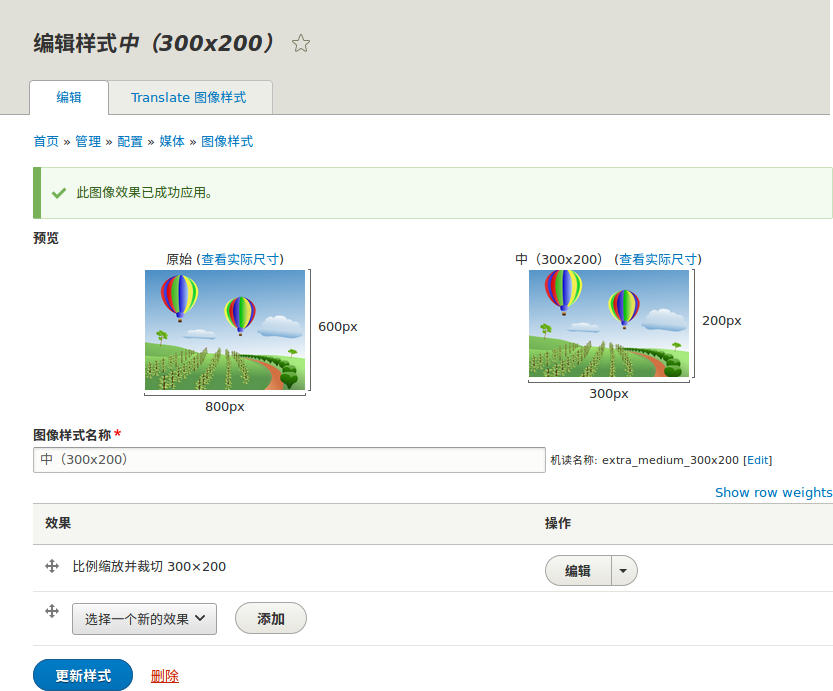 编辑样式中（300x200）
编辑 Translate 图像样式
首页 » 管理 » 配置 » 媒体 » 图像样式
此图像效果已成功应用。
预览
原始 (查看实际尺寸) 中（300x200） (查看实际尺寸)
600px 200px
800px 300px
图像样式名称*
中（300x200） 机读名称: extra_medium_300x200 [Edit]
Show row weights
效果 操作
比例缩放并裁切 300×200 编辑
选择一个新的效果 添加
更新样式 删除